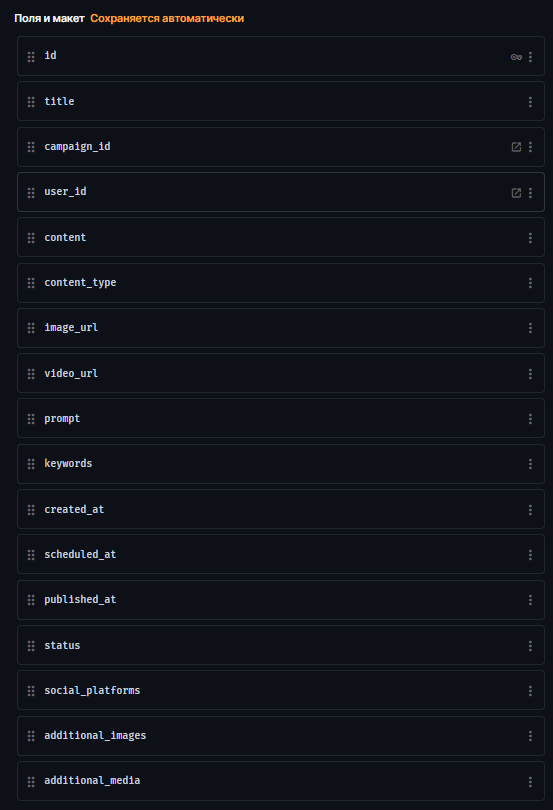 Поля и макет Сохраняется автоматически
id
title
campaign_id
user_id
content
content_type
image_url
video_url
prompt
keywords
created_at
scheduled_at
published_at
status
social_platforms
additional_images
additional_media